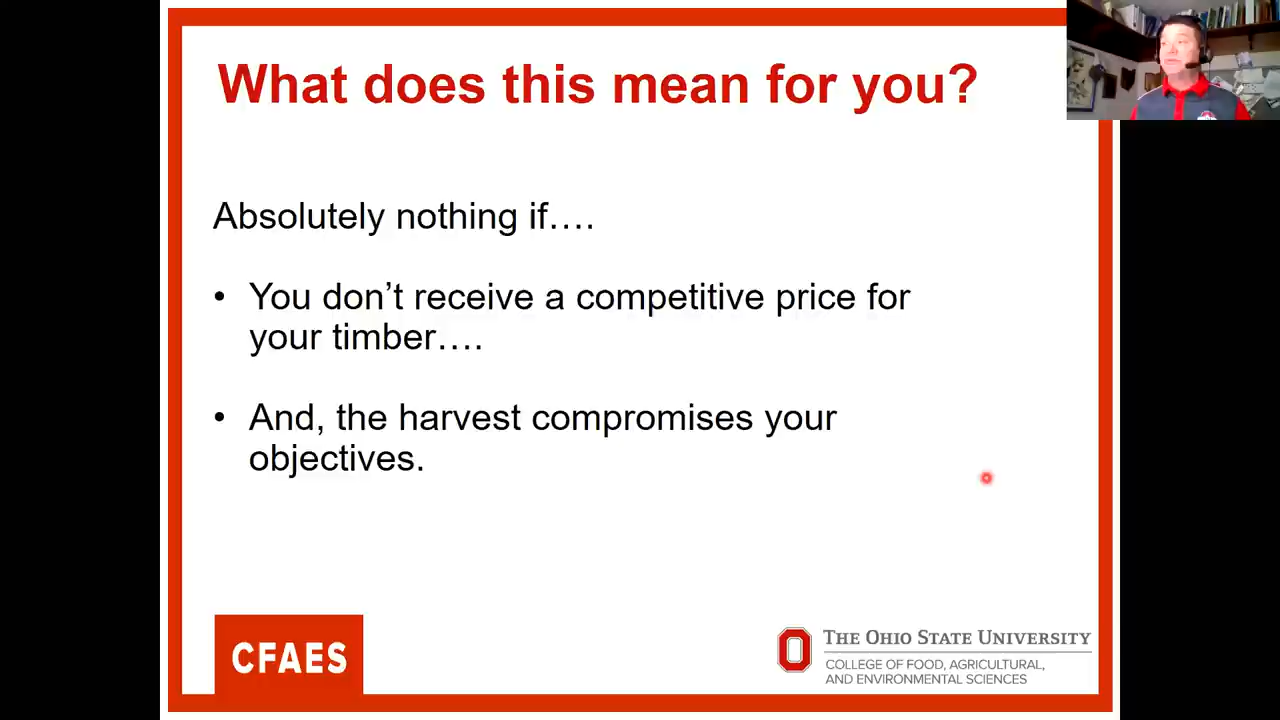 What does this mean for you?
Absolutely nothing if….
• You don’t receive a competitive price for
your timber….
• And, the harvest compromises your
objectives.
CFAES
THE OHIO STATE UNIVERSITY
COLLEGE OF FOOD, AGRICULTURAL,
AND ENVIRONMENTAL SCIENCES